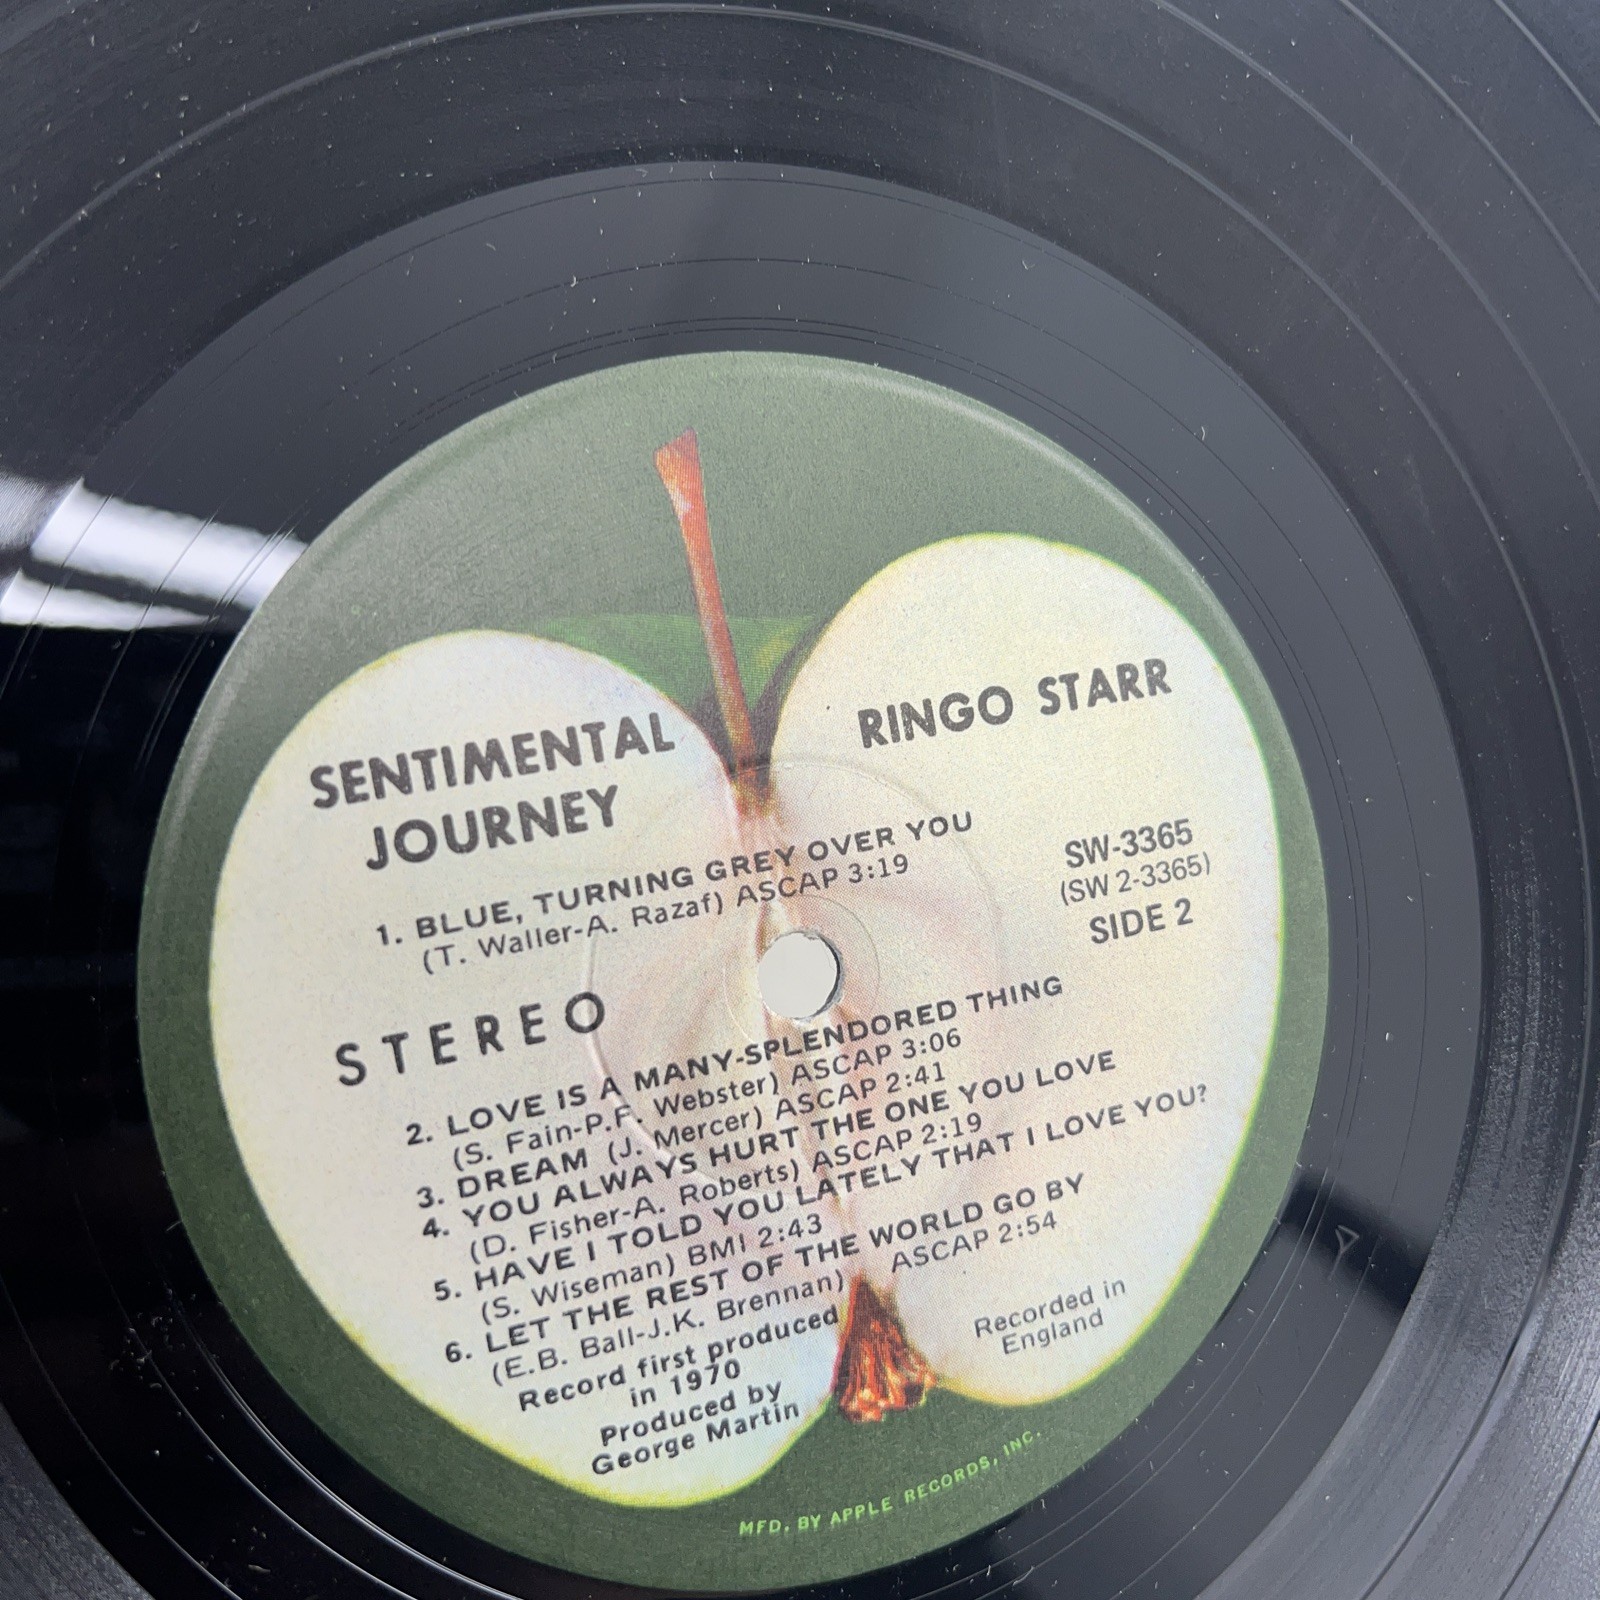 SENTIMENTAL
JOURNEY
RINGO STARR
1. BLUE, TURNING GREY OVER YOU
(T. Waller-A. Razaf) ASCAP 3:19
SW-3365
(SW 2-3365)
SIDE 2
STEREO
2. LOVE IS A MANY-SPLENDORED THING
(S. Fain-P.F. Webster) ASCAP 3:06
3. DREAM (J. Mercer) ASCAP 2:41
4. YOU ALWAYS HURT THE ONE YOU LOVE
(D. Fisher-A. Roberts) ASCAP 2:19
5. HAVE I TOLD YOU LATELY THAT I LOVE YOU?
(S. Wiseman) BMI 2:43
6. LET THE REST OF THE WORLD GO BY
(E.B. Ball-J.K. Brennan) ASCAP 2:54
Record first produced
in 1970
Produced by
George Martin
Recorded in
England
MFD. BY APPLE RECORDS, INC.